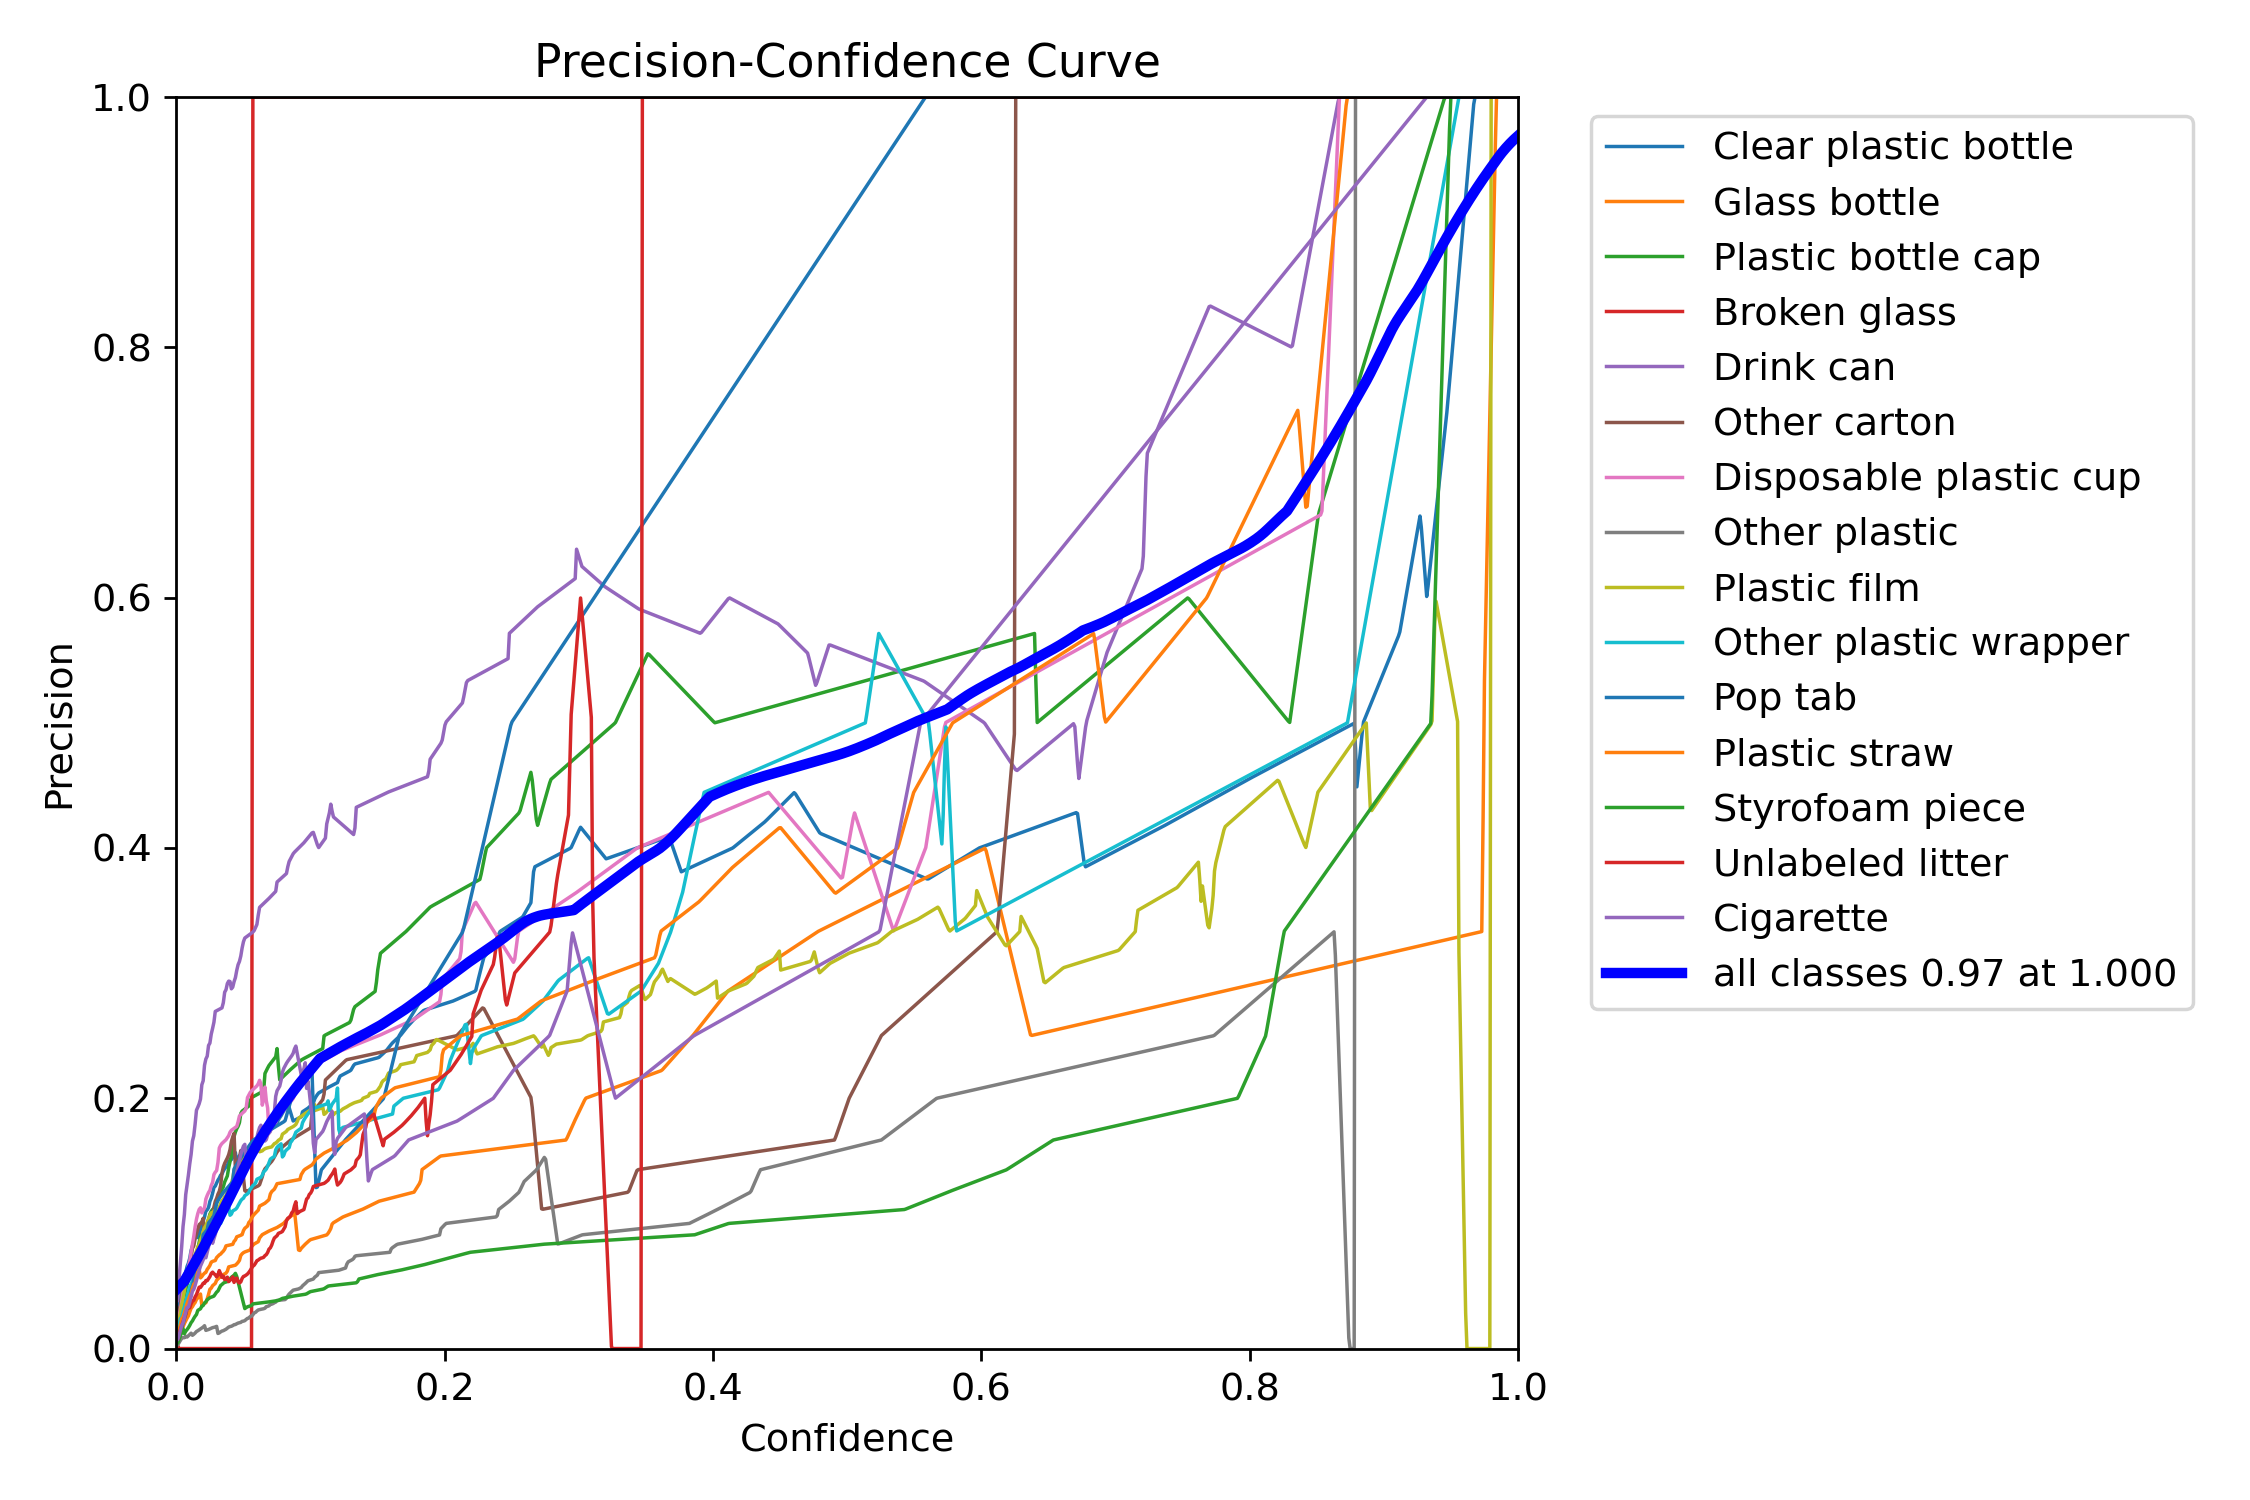 Precision-Confidence Curve
1.0
0.8
0.6
0.4
0.2
0.0
Precision
0.0 0.2 0.4 0.6 0.8 1.0
Confidence
Clear plastic bottle
Glass bottle
Plastic bottle cap
Broken glass
Drink can
Other carton
Disposable plastic cup
Other plastic
Plastic film
Other plastic wrapper
Pop tab
Plastic straw
Styrofoam piece
Unlabeled litter
Cigarette
all classes 0.97 at 1.000